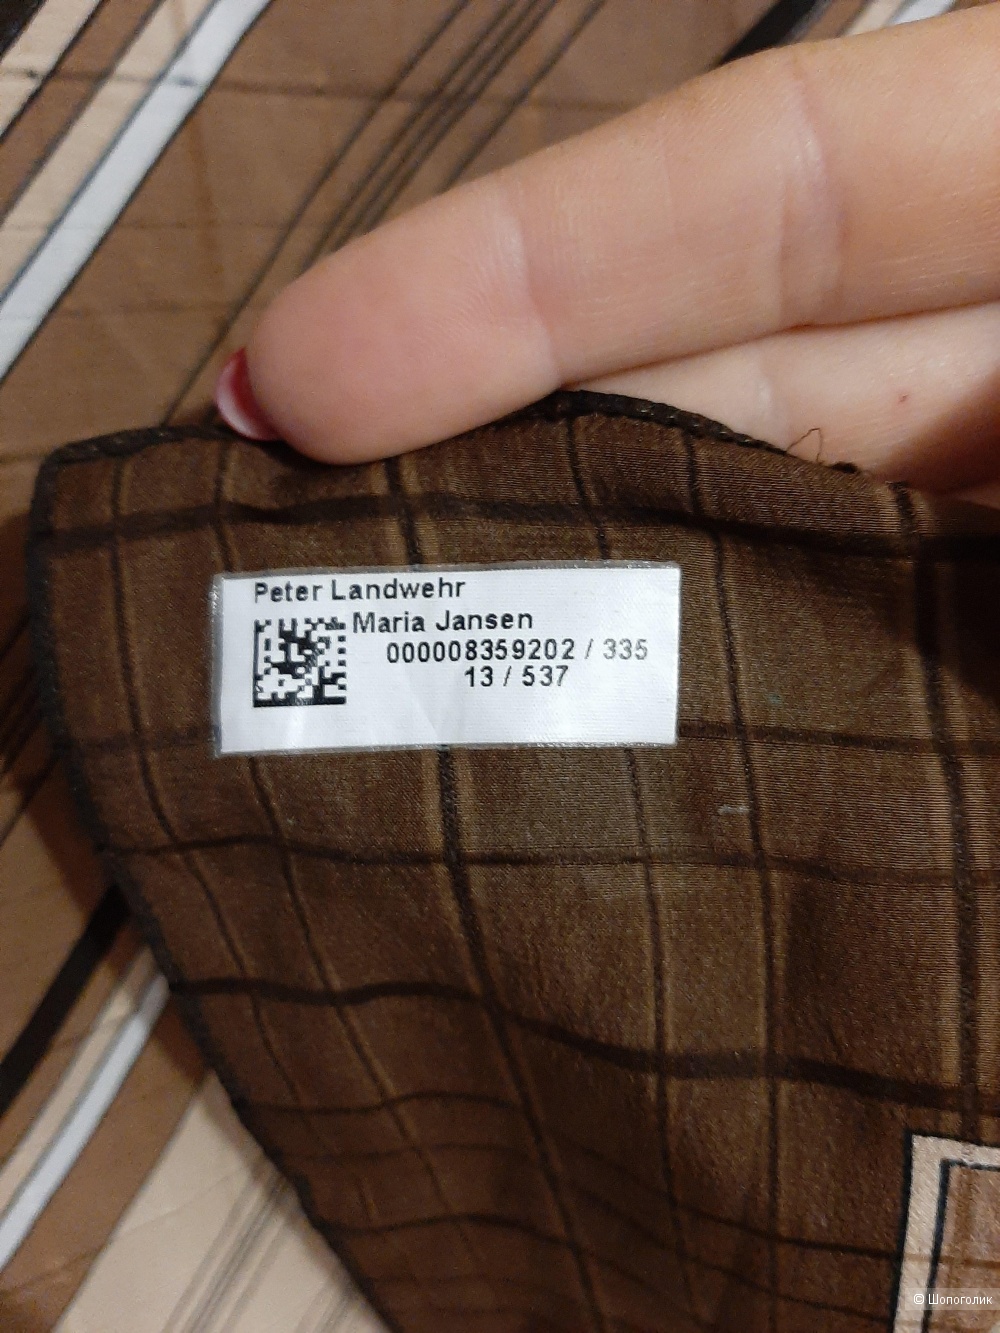 Peter Landwehr
Maria Jansen
000008359202 / 335
13 / 537
© Шопоголик